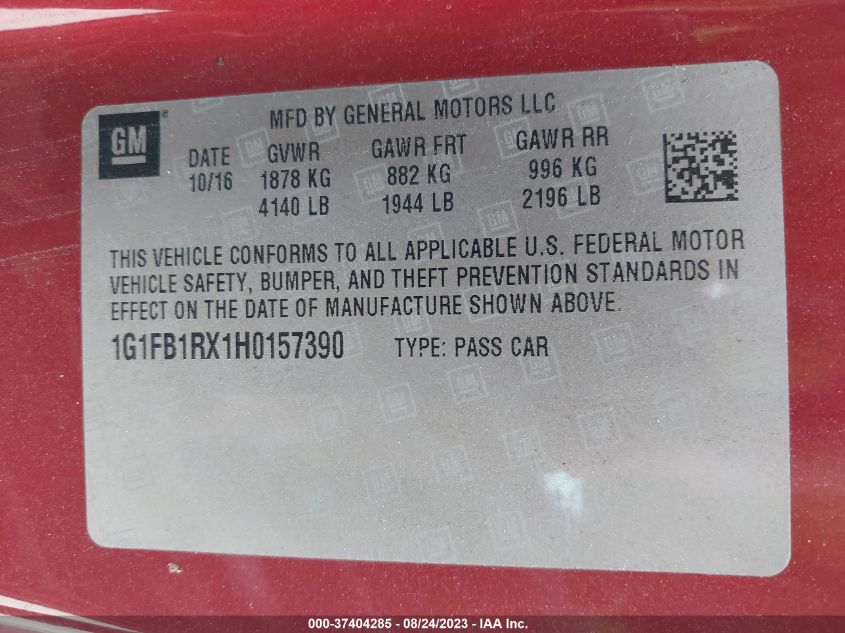 GM ®
MFD BY GENERAL MOTORS LLC
DATE GVWR GAWR FRT GAWR RR
10/16 1878 KG 882 KG 996 KG
4140 LB 1944 LB 2196 LB
THIS VEHICLE CONFORMS TO ALL APPLICABLE U.S. FEDERAL MOTOR
VEHICLE SAFETY, BUMPER, AND THEFT PREVENTION STANDARDS IN
EFFECT ON THE DATE OF MANUFACTURE SHOWN ABOVE.
1G1FB1RX1H0157390 TYPE: PASS CAR
000-37404285 - 08/24/2023 - IAA Inc.